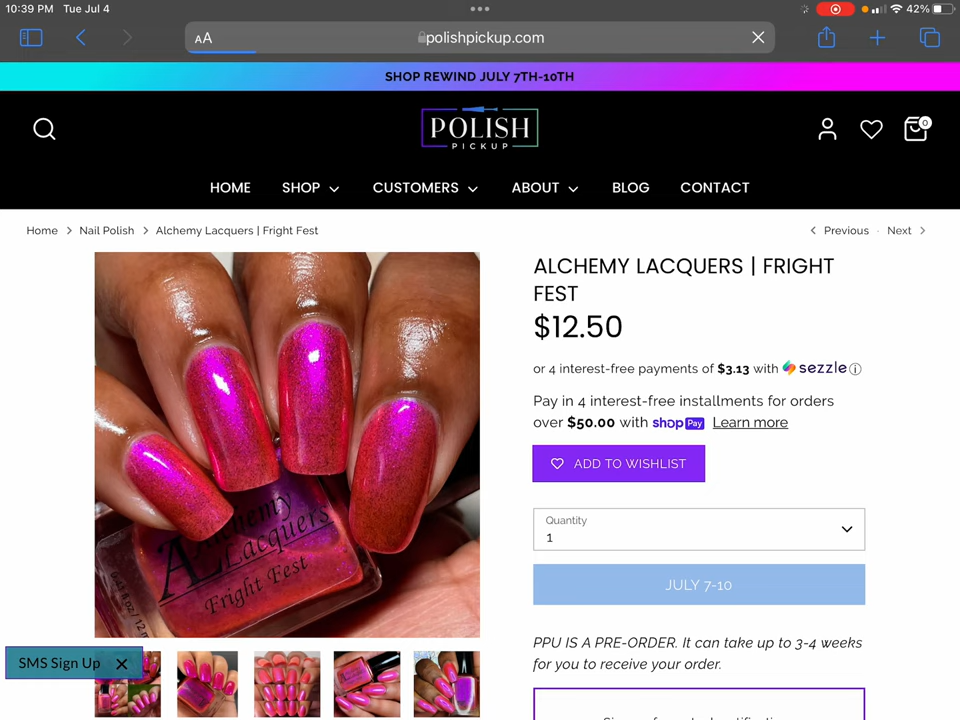 10:39 PM Tue Jul 4
42%
AA
polishpickup.com
SHOP REWIND JULY 7TH-10TH
POLISH
PICKUP
0
HOME SHOP CUSTOMERS ABOUT BLOG CONTACT
Home > Nail Polish > Alchemy Lacquers | Fright Fest
< Previous · Next >
ALCHEMY LACQUERS | FRIGHT
FEST
$12.50
or 4 interest-free payments of $3.13 with sezzle
Pay in 4 interest-free installments for orders
over $50.00 with shop Pay Learn more
ADD TO WISHLIST
Quantity
1
JULY 7-10
PPU IS A PRE-ORDER. It can take up to 3-4 weeks
for you to receive your order.
Alchemy
Lacquers
Fright Fest
SMS Sign Up